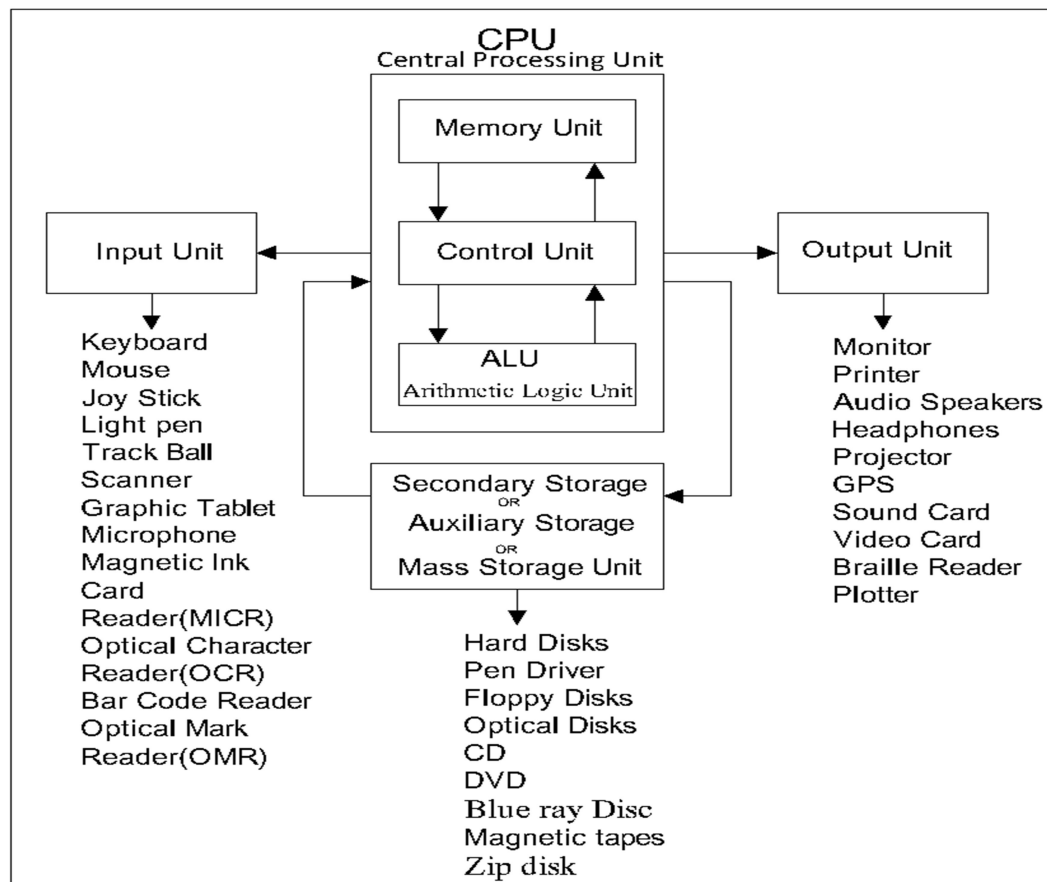 CPU
Central Processing Unit
Memory Unit
Control Unit
ALU
Arithmetic Logic Unit
Input Unit
Keyboard
Mouse
Joy Stick
Light pen
Track Ball
Scanner
Graphic Tablet
Microphone
Magnetic Ink
Card
Reader(MICR)
Optical Character
Reader(OCR)
Bar Code Reader
Optical Mark
Reader(OMR)
Output Unit
Monitor
Printer
Audio Speakers
Headphones
Projector
GPS
Sound Card
Video Card
Braille Reader
Plotter
Secondary Storage
OR
Auxiliary Storage
OR
Mass Storage Unit
Hard Disks
Pen Driver
Floppy Disks
Optical Disks
CD
DVD
Blue ray Disc
Magnetic tapes
Zip disk